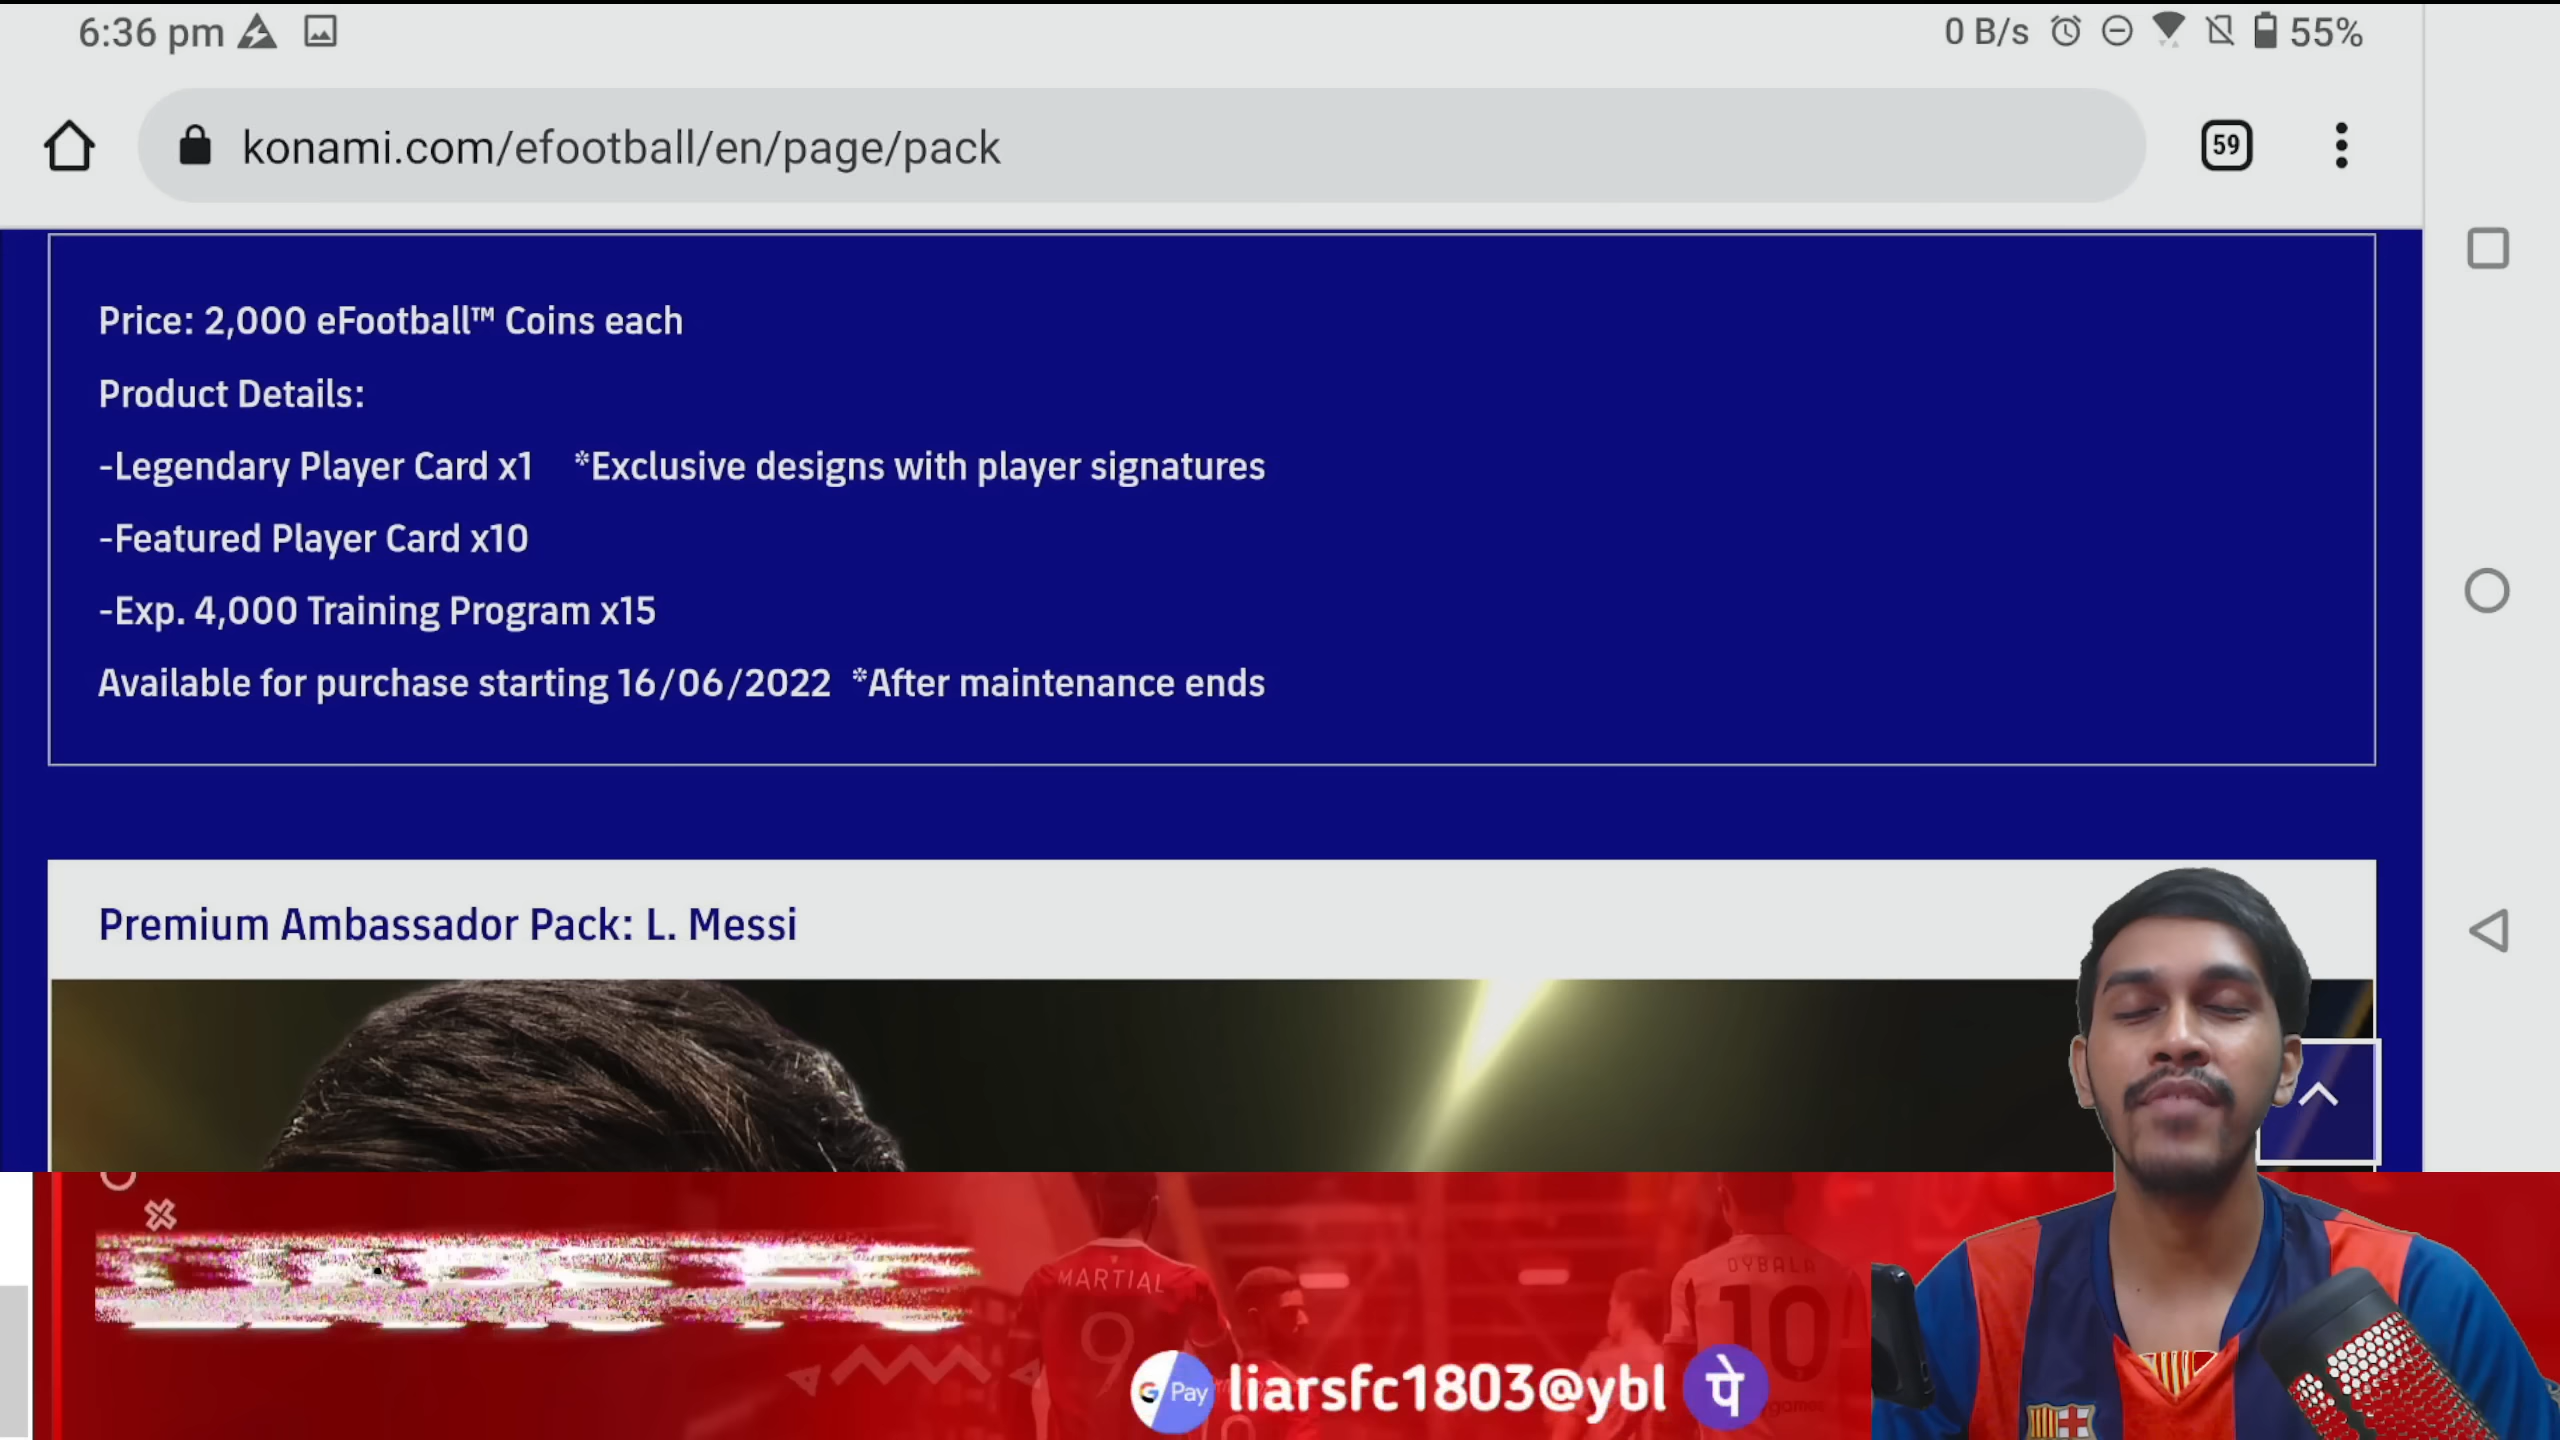 6:36 pm
0 B/s
55%
konami.com/efootball/en/page/pack
59
Price: 2,000 eFootball™ Coins each
Product Details:
-Legendary Player Card x1 *Exclusive designs with player signatures
-Featured Player Card x10
-Exp. 4,000 Training Program x15
Available for purchase starting 16/06/2022 *After maintenance ends
Premium Ambassador Pack: L. Messi
MARTIAL
9
DYBALA
10
G Pay
liarsfc1803@ybl
पे
games